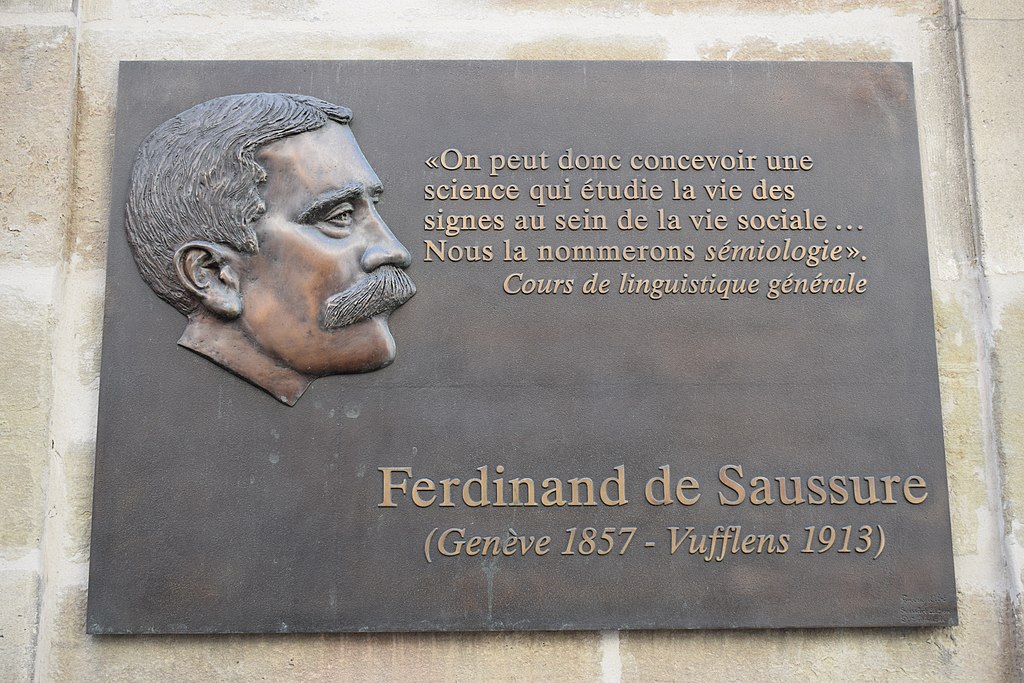 «On peut donc concevoir une
science qui étudie la vie des
signes au sein de la vie sociale ...
Nous la nommerons sémiologie».
Cours de linguistique générale
Ferdinand de Saussure
(Genève 1857 - Vufflens 1913)